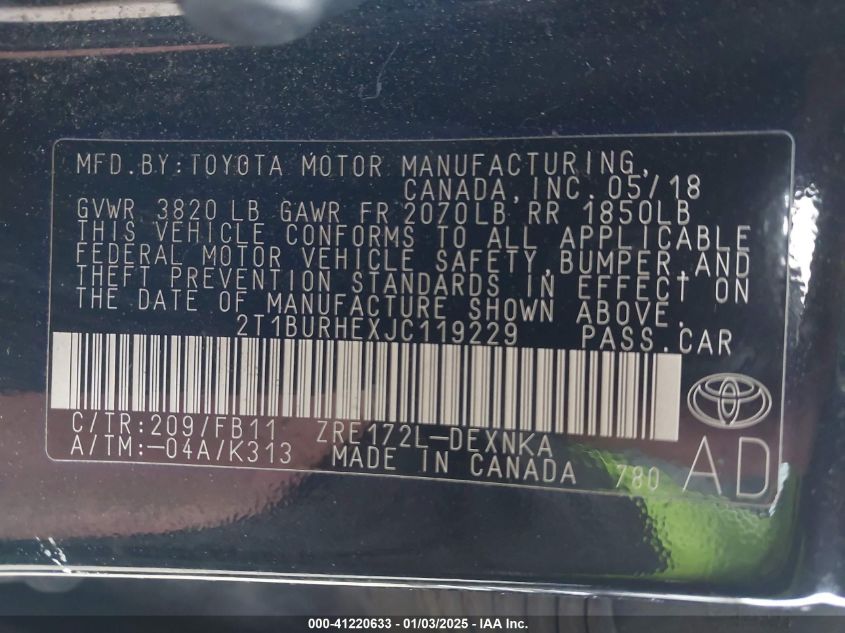 MFD.BY:TOYOTA MOTOR MANUFACTURING,
CANADA,INC.05/18
GVWR 3820 LB GAWR FR 2070LB RR 1850LB
THIS VEHICLE CONFORMS TO ALL APPLICABLE
FEDERAL MOTOR VEHICLE SAFETY,BUMPER,AND
THEFT PREVENTION STANDARDS IN EFFECT ON
THE DATE OF MANUFACTURE SHOWN ABOVE.
2T1BURHEXJC119229 PASS.CAR
C/TR:209/FB11 ZRE172L-DEXNKA
A/TM:-04A/K313 MADE IN CANADA 780 AD
000-41220633 - 01/03/2025 - IAA Inc.